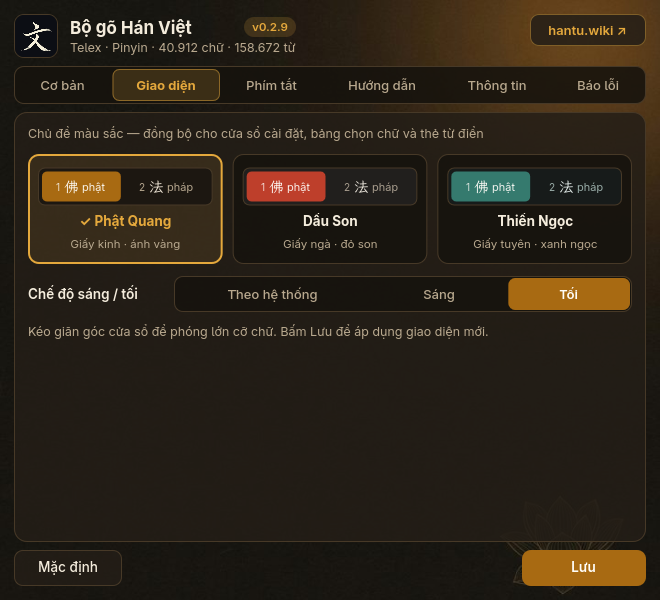 文
Bộ gõ Hán Việt v0.2.9
Telex · Pinyin · 40.912 chữ · 158.672 từ
hantu.wiki ↗
Cơ bản Giao diện Phím tắt Hướng dẫn Thông tin Báo lỗi
Chủ đề màu sắc — đồng bộ cho cửa sổ cài đặt, bảng chọn chữ và thẻ từ điển
1 佛 phật 2 法 pháp
✓ Phật Quang
Giấy kinh · ánh vàng
1 佛 phật 2 法 pháp
Dấu Son
Giấy ngà · đỏ son
1 佛 phật 2 法 pháp
Thiền Ngọc
Giấy tuyên · xanh ngọc
Chế độ sáng / tối Theo hệ thống Sáng Tối
Kéo giãn góc cửa sổ để phóng lớn cỡ chữ. Bấm Lưu để áp dụng giao diện mới.
Mặc định Lưu